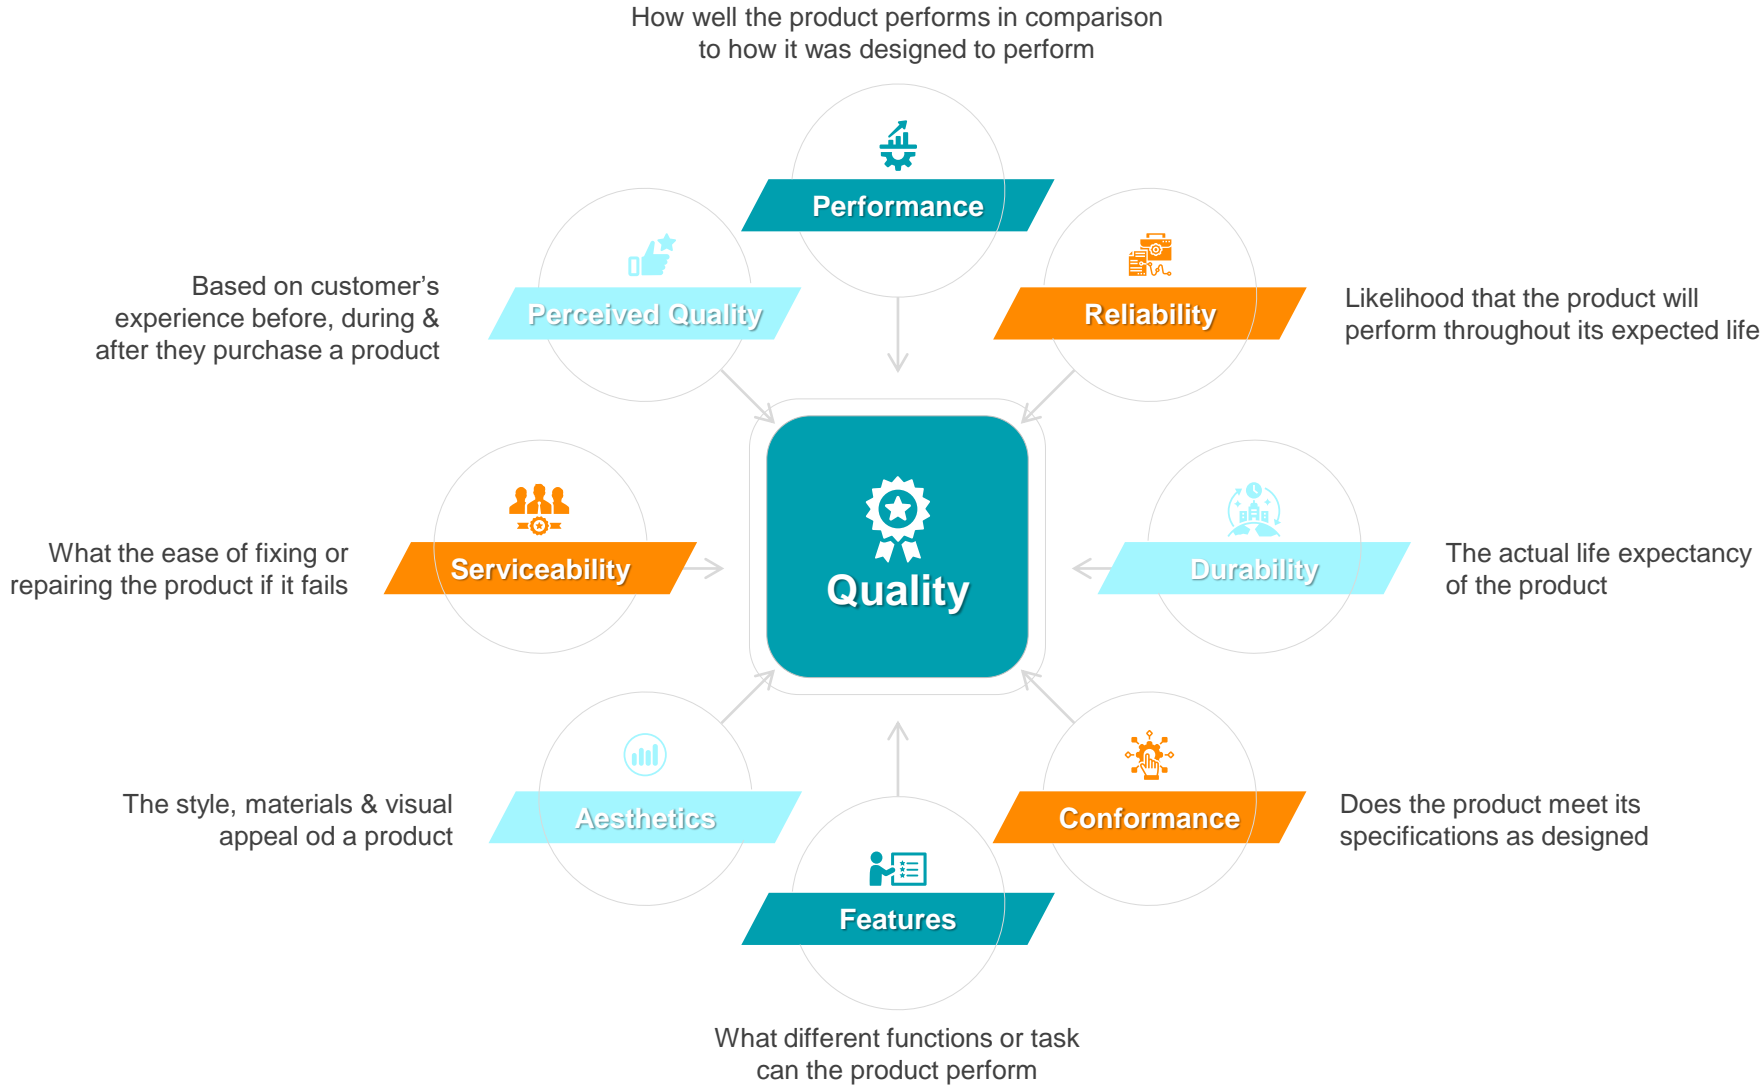 How well the product performs in comparison
to how it was designed to perform
Performance
Reliability
Likelihood that the product will
perform throughout its expected life
Durability
The actual life expectancy
of the product
Conformance
Does the product meet its
specifications as designed
Features
What different functions or task
can the product perform
Aesthetics
The style, materials & visual
appeal od a product
Serviceability
What the ease of fixing or
repairing the product if it fails
Perceived Quality
Based on customer’s
experience before, during &
after they purchase a product
Quality